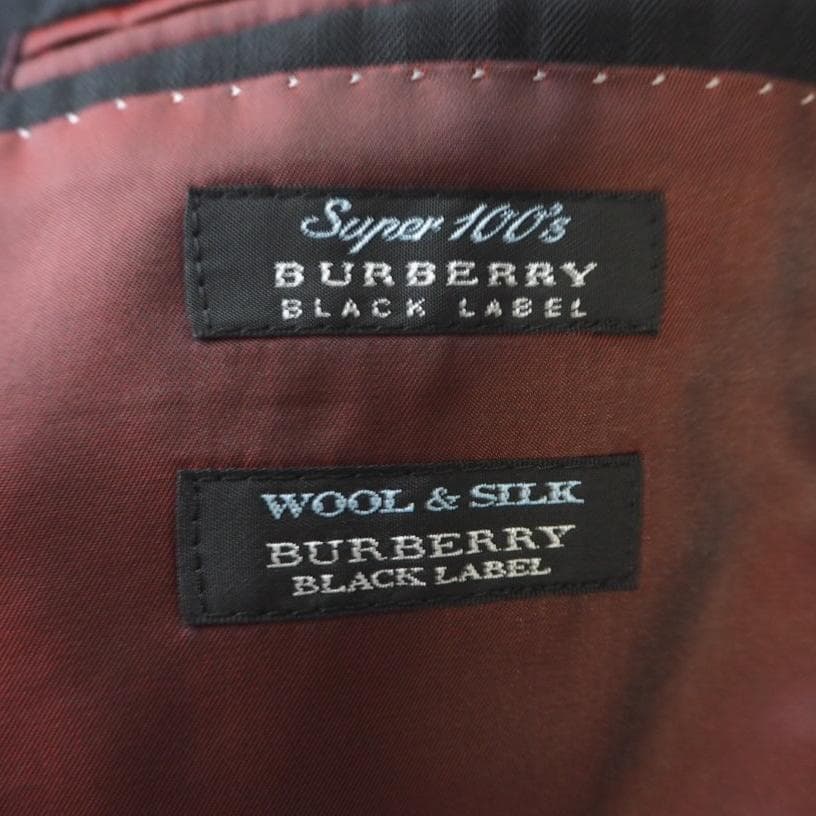 Super 100's
BURBERRY
BLACK LABEL
WOOL & SILK
BURBERRY
BLACK LABEL